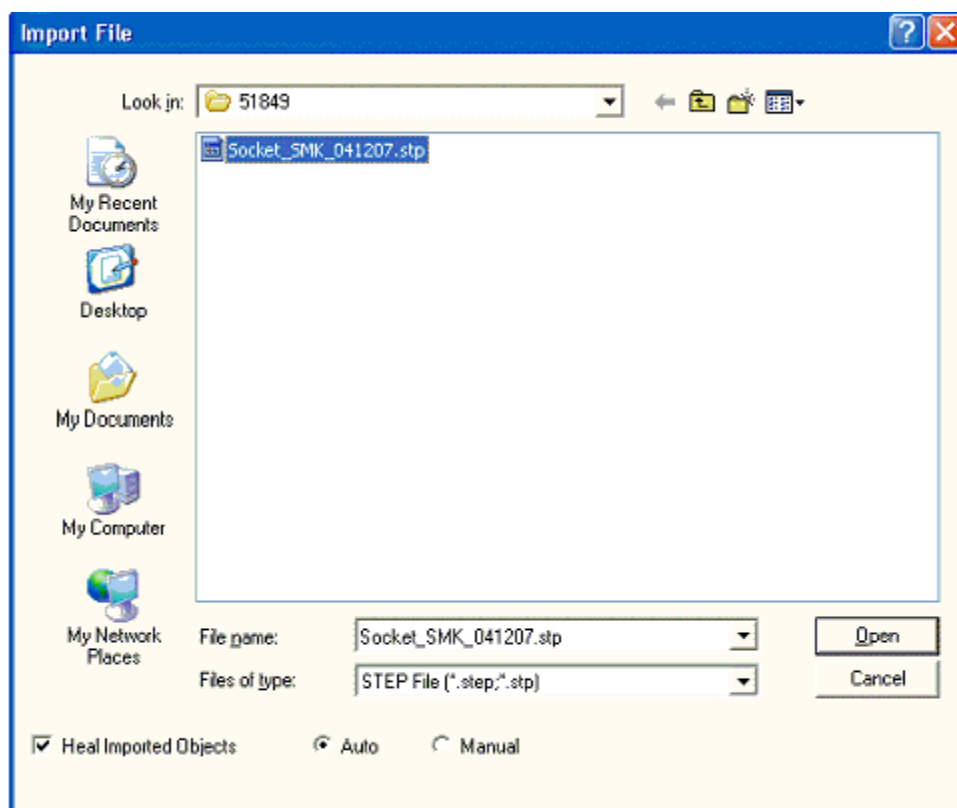 Import File
Look in: 51849
Socket_SMK_041207.stp
My Recent
Documents
Desktop
My Documents
My Computer
My Network
Places
File name: Socket_SMK_041207.stp Open
Files of type: STEP File (*.step;*.stp) Cancel
Heal Imported Objects Auto Manual